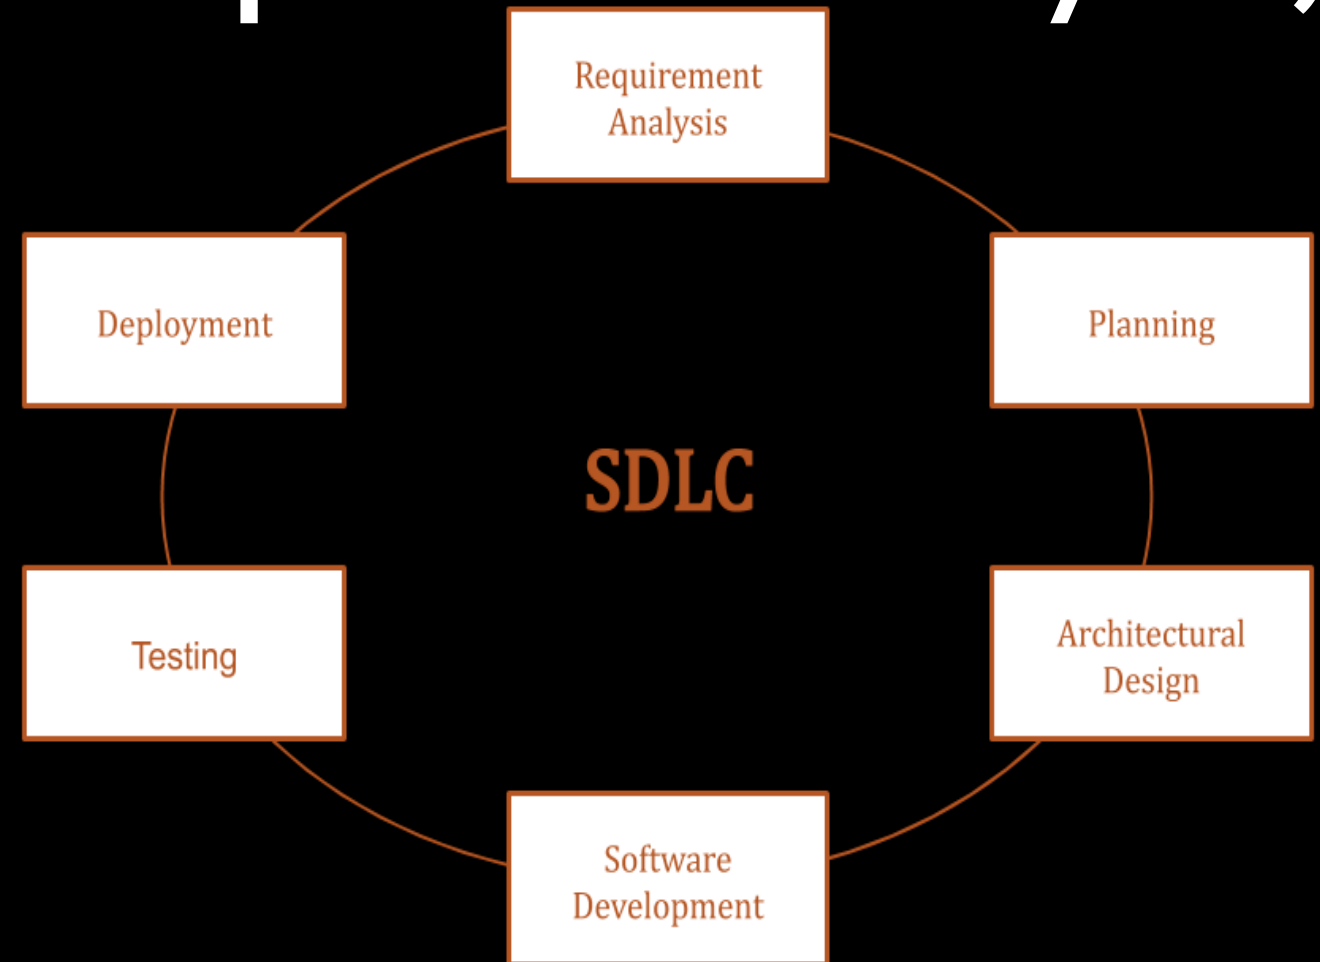 Requirement
Analysis
Deployment
Planning
SDLC
Testing
Architectural
Design
Software
Development